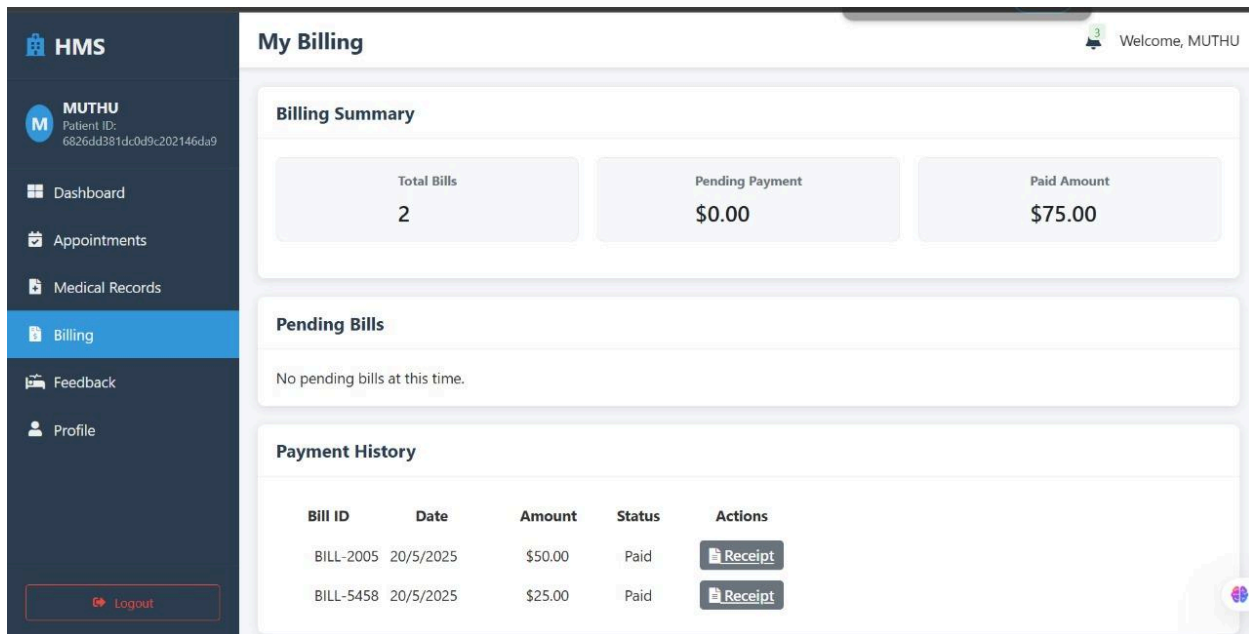 HMS
MUTHU
Patient ID:
6826dd381dc0d9c202146da9
M
Dashboard
Appointments
Medical Records
Billing
Feedback
Profile
Logout
My Billing
3
Welcome, MUTHU
Billing Summary
Total Bills
2
Pending Payment
$0.00
Paid Amount
$75.00
Pending Bills
No pending bills at this time.
Payment History
Bill ID Date Amount Status Actions
BILL-2005 20/5/2025 $50.00 Paid Receipt
BILL-5458 20/5/2025 $25.00 Paid Receipt